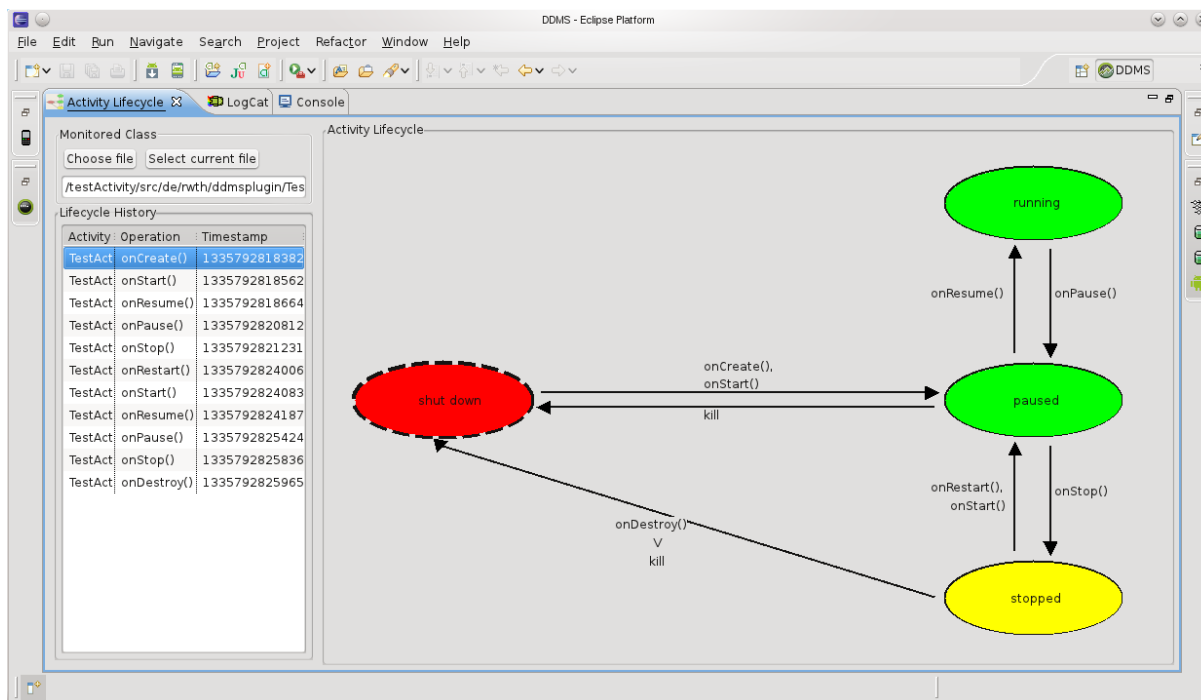 DDMS - Eclipse Platform
File Edit Run Navigate Search Project Refactor Window Help
DDMS
Activity Lifecycle LogCat Console
Monitored Class
Choose file Select current file
/testActivity/src/de/rwth/ddmsplugin/Tes
Lifecycle History
Activity Operation Timestamp
TestAct onCreate() 1335792818382
TestAct onStart() 1335792818562
TestAct onResume() 1335792818664
TestAct onPause() 1335792820812
TestAct onStop() 1335792821231
TestAct onRestart() 1335792824006
TestAct onStart() 1335792824083
TestAct onResume() 1335792824187
TestAct onPause() 1335792825424
TestAct onStop() 1335792825836
TestAct onDestroy() 1335792825965
Activity Lifecycle
running
onResume() onPause()
onCreate(),
onStart()
shut down
paused
kill
onRestart(),
onStart()
onStop()
onDestroy()
V
kill
stopped